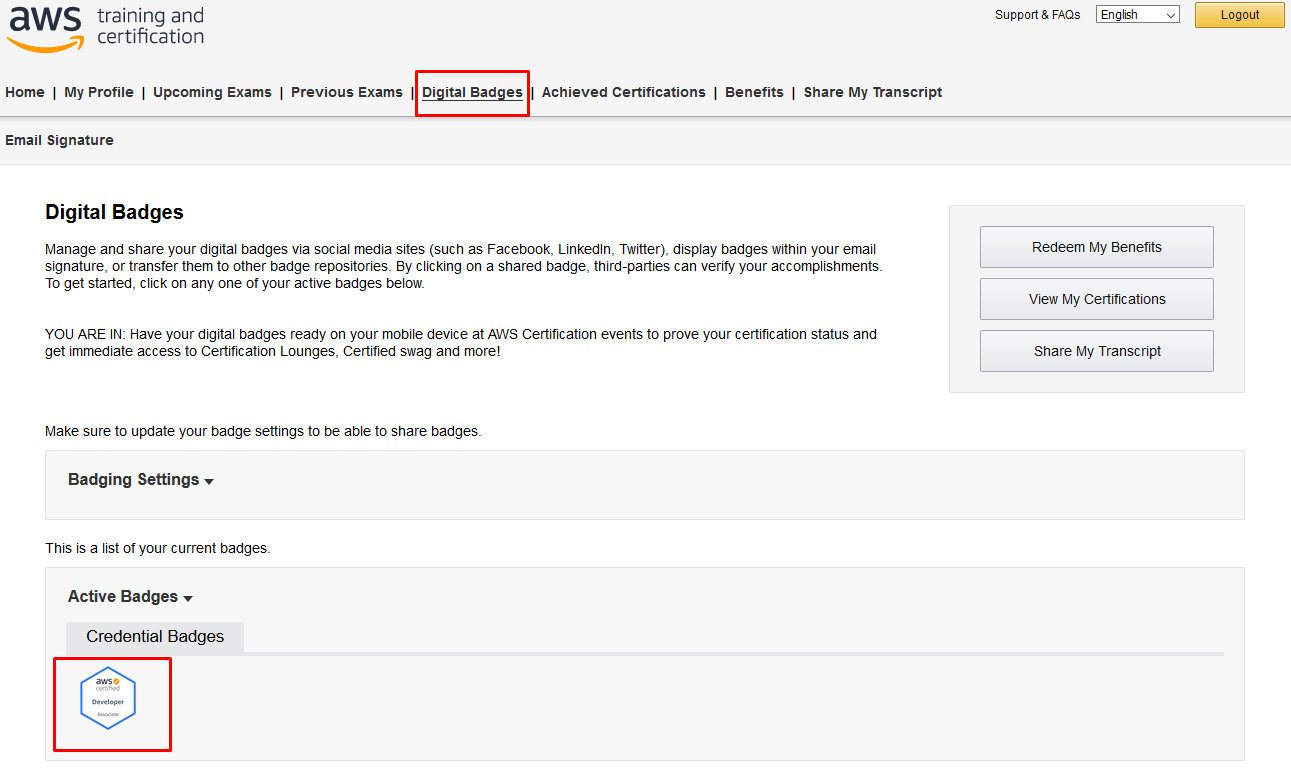 aws training and certification
Support & FAQs
English
Logout
Home | My Profile | Upcoming Exams | Previous Exams | Digital Badges | Achieved Certifications | Benefits | Share My Transcript
Email Signature
Digital Badges
Manage and share your digital badges via social media sites (such as Facebook, LinkedIn, Twitter), display badges within your email
signature, or transfer them to other badge repositories. By clicking on a shared badge, third-parties can verify your accomplishments.
To get started, click on any one of your active badges below.
YOU ARE IN: Have your digital badges ready on your mobile device at AWS Certification events to prove your certification status and
get immediate access to Certification Lounges, Certified swag and more!
Redeem My Benefits
View My Certifications
Share My Transcript
Make sure to update your badge settings to be able to share badges.
Badging Settings
This is a list of your current badges.
Active Badges
Credential Badges
aws
certified
Developer
Associate